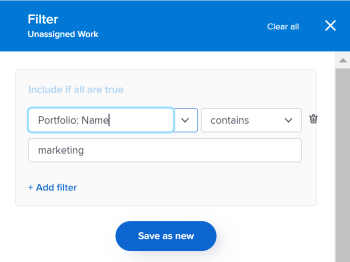 Filter
Unassigned Work
Clear all
Include if all are true
Portfolio: Name
contains
marketing
+ Add filter
Save as new